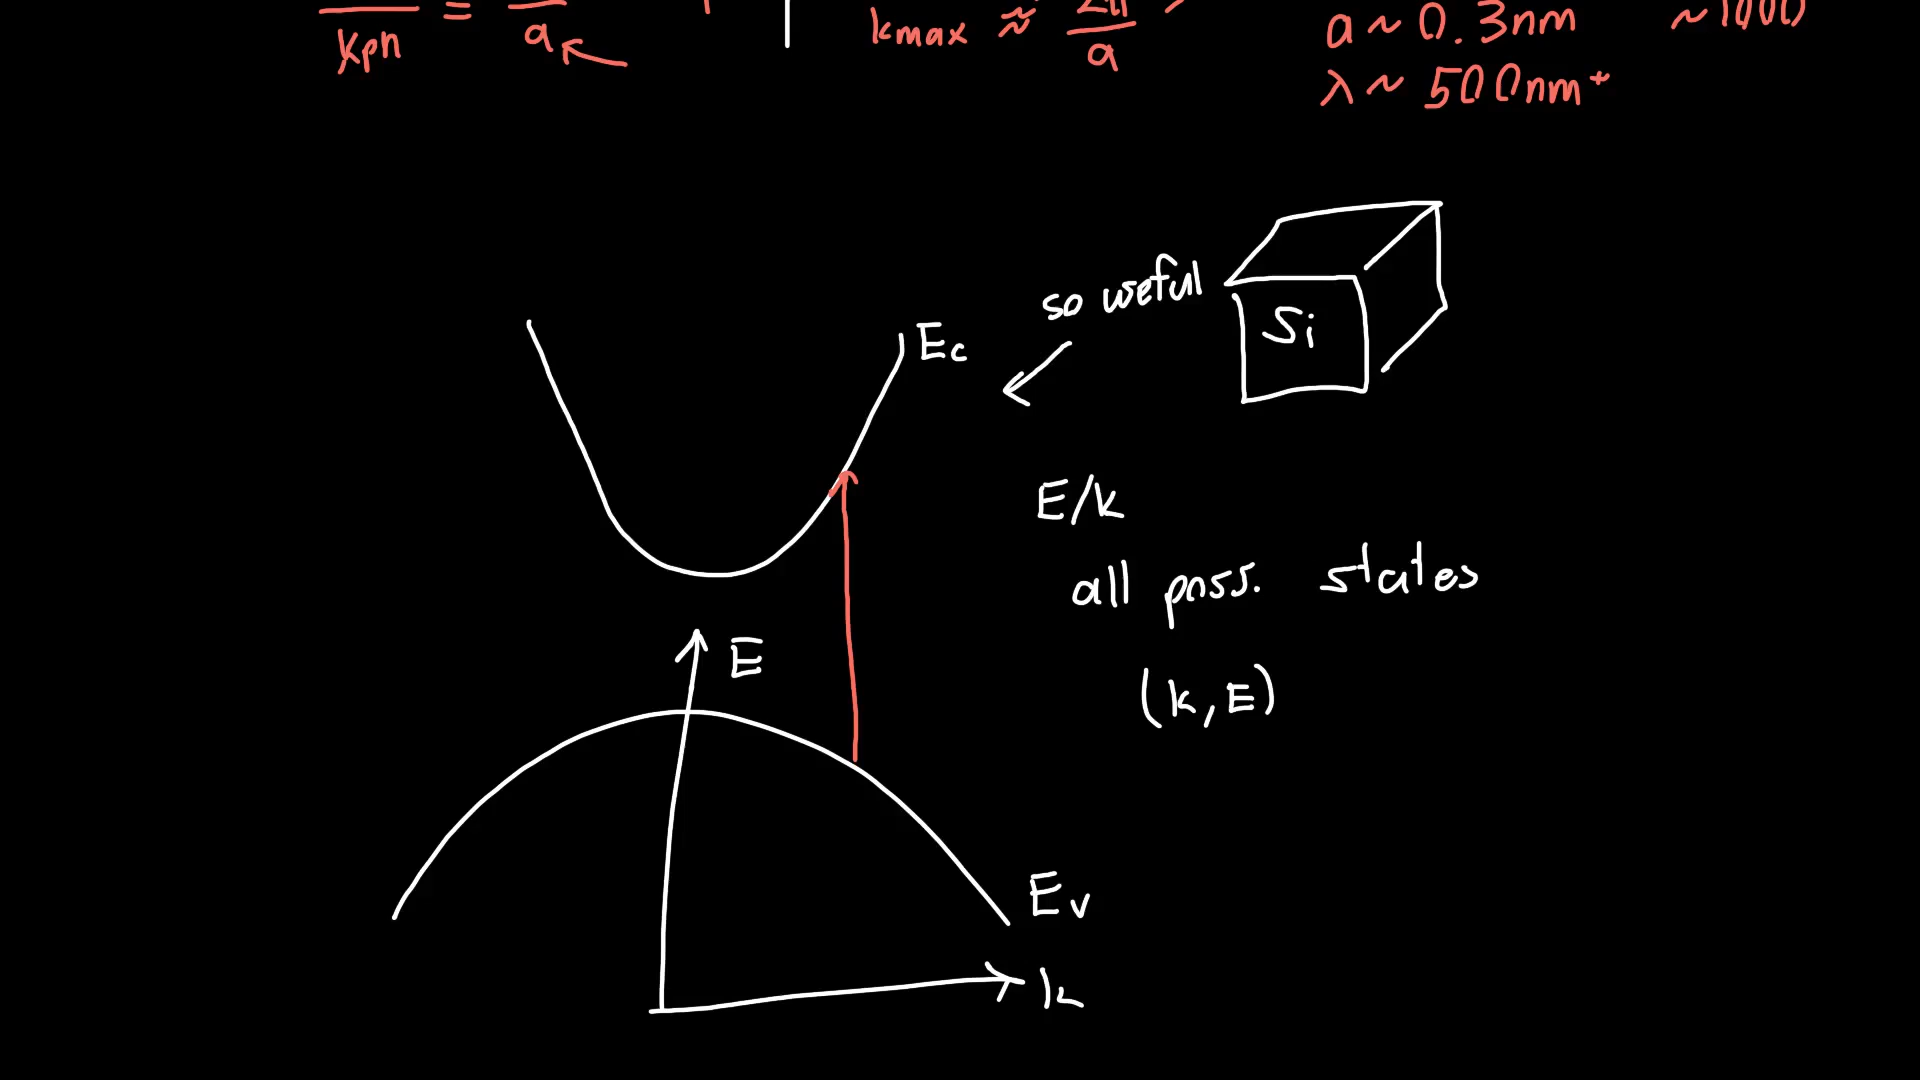 kpn = a
kmax ≈ 2π/a
a ~ 0.3nm ~1000
λ ~ 500nm+
so useful
Si
Ec
E/k
all poss. states
E
(k,E)
Ev
k